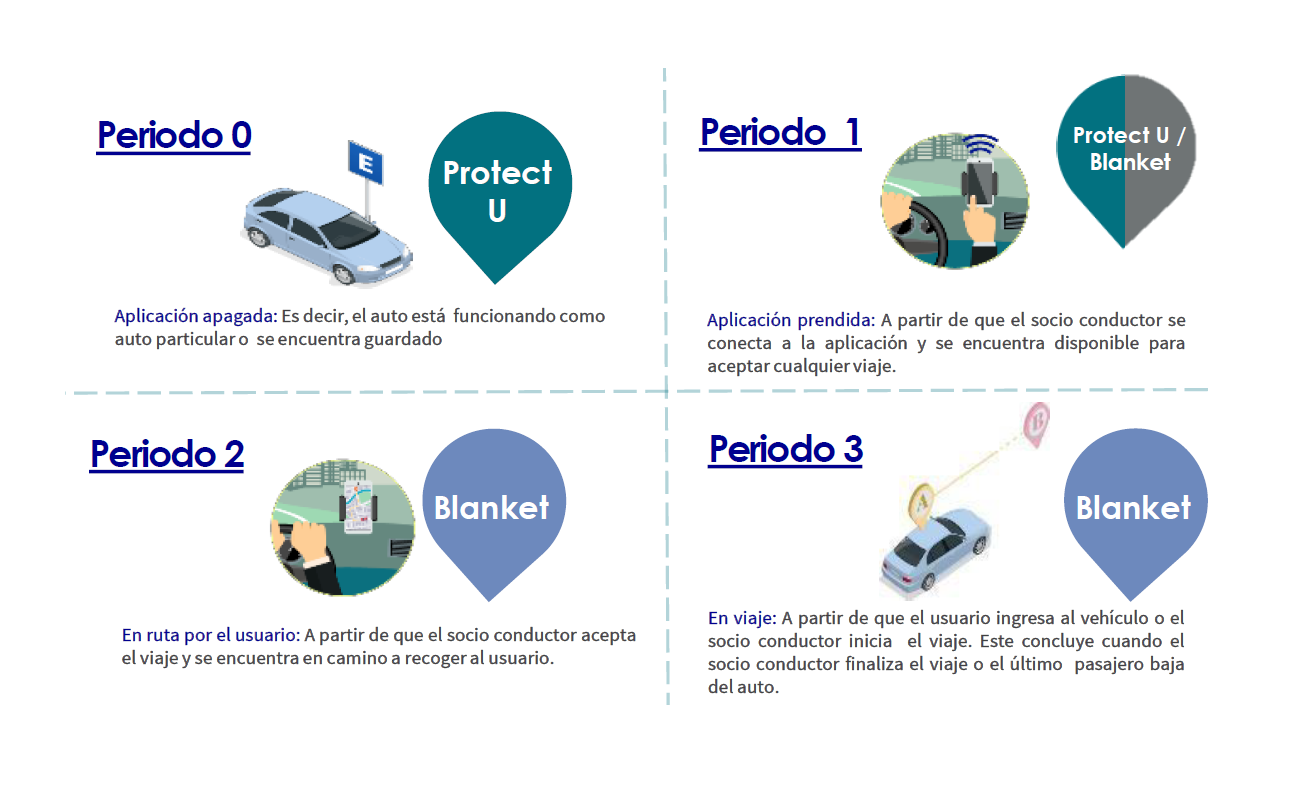 Periodo 0
E
Protect
U
Aplicación apagada: Es decir, el auto está funcionando como
auto particular o se encuentra guardado
Periodo 1
Protect U /
Blanket
Aplicación prendida: A partir de que el socio conductor se
conecta a la aplicación y se encuentra disponible para
aceptar cualquier viaje.
Periodo 2
Blanket
En ruta por el usuario: A partir de que el socio conductor acepta
el viaje y se encuentra en camino a recoger al usuario.
Periodo 3
B
A
Blanket
En viaje: A partir de que el usuario ingresa al vehículo o el
socio conductor inicia el viaje. Este concluye cuando el
socio conductor finaliza el viaje o el último pasajero baja
del auto.